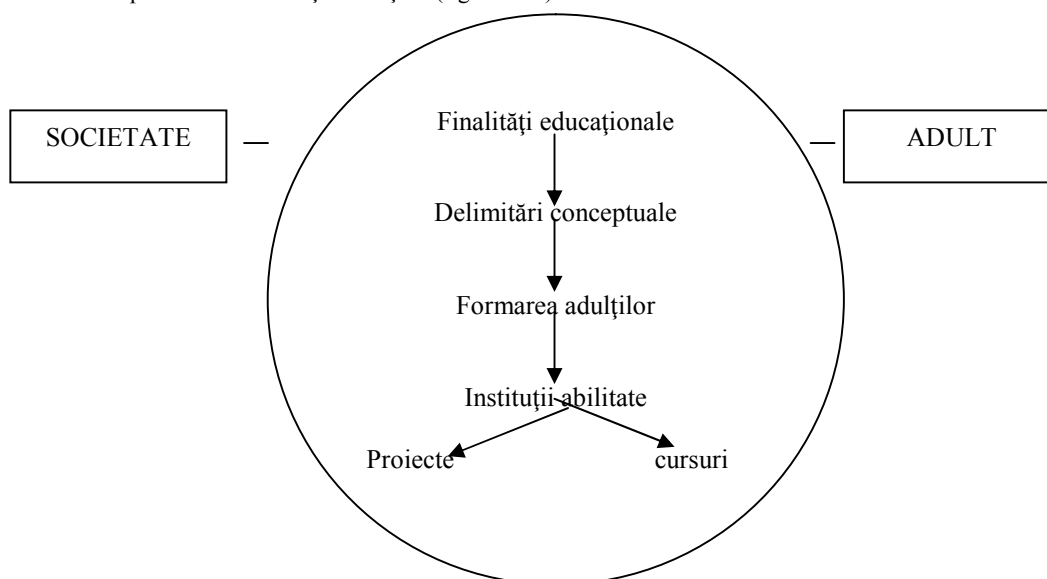 Finalităţi educaţionale
SOCIETATE
ADULT
Delimitări conceptuale
Formarea adulţilor
Instituţii abilitate
Proiecte
cursuri